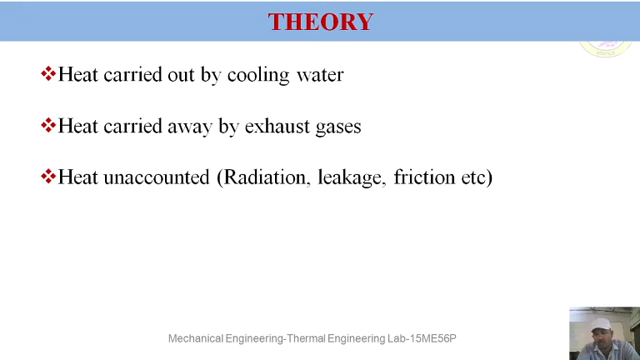 THEORY
❖Heat carried out by cooling water
❖Heat carried away by exhaust gases
❖Heat unaccounted (Radiation, leakage, friction etc)
Mechanical Engineering-Thermal Engineering Lab-15ME56P